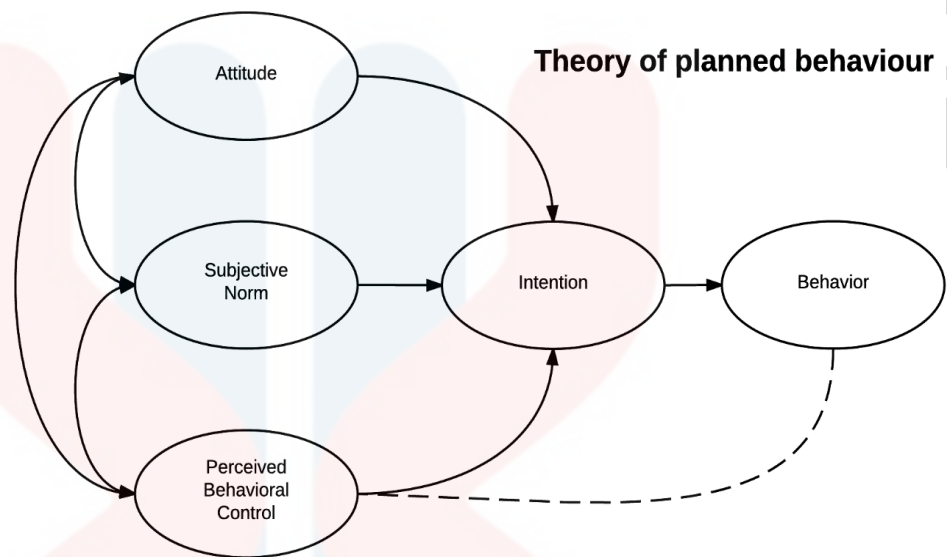 Theory of planned behaviour
Attitude
Subjective
Norm
Intention
Behavior
Perceived
Behavioral
Control